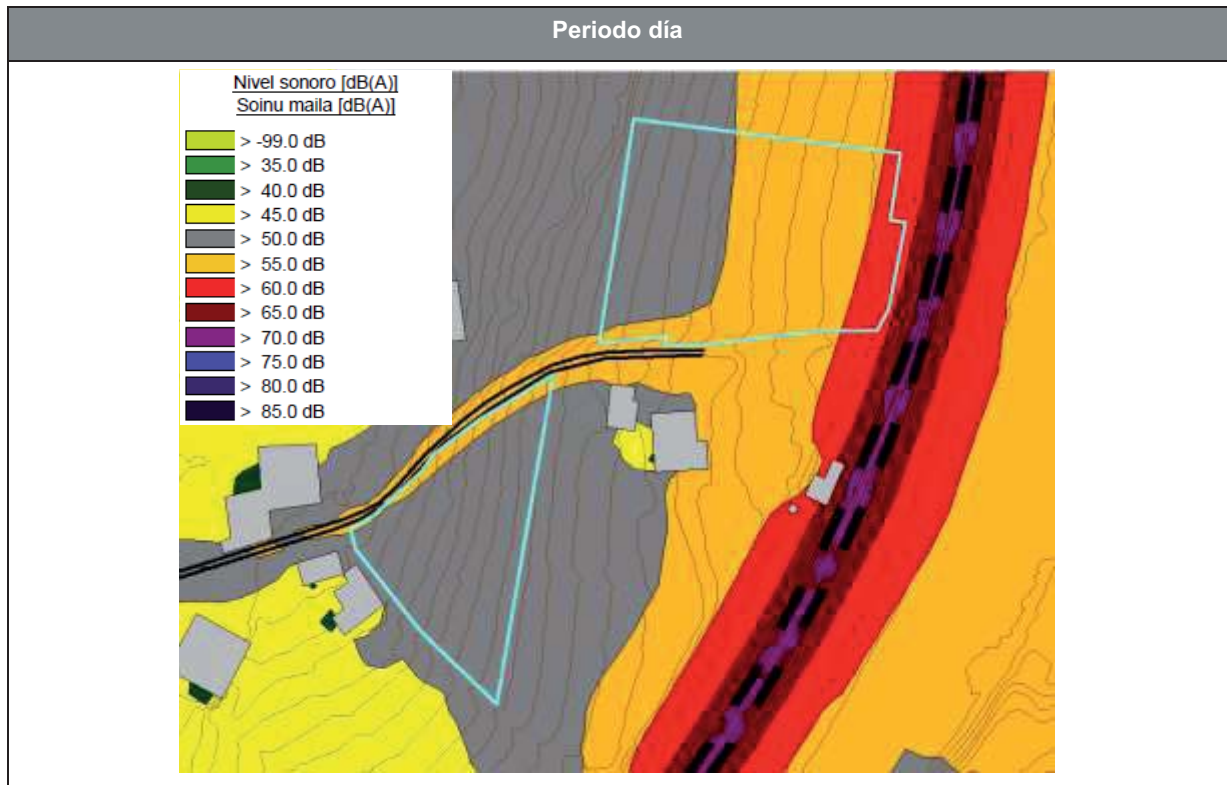 Periodo día
Nivel sonoro [dB(A)]
Soinu maila [dB(A)]
> -99.0 dB
> 35.0 dB
> 40.0 dB
> 45.0 dB
> 50.0 dB
> 55.0 dB
> 60.0 dB
> 65.0 dB
> 70.0 dB
> 75.0 dB
> 80.0 dB
> 85.0 dB